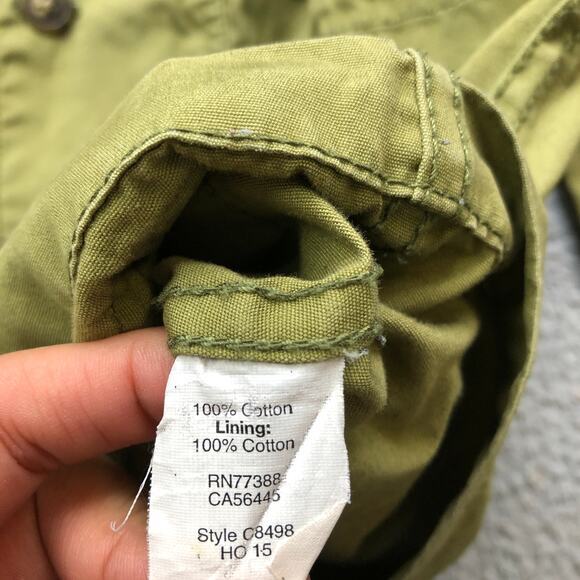 100% Cotton
Lining:
100% Cotton
RN77388
CA56445
Style C8498
HO 15